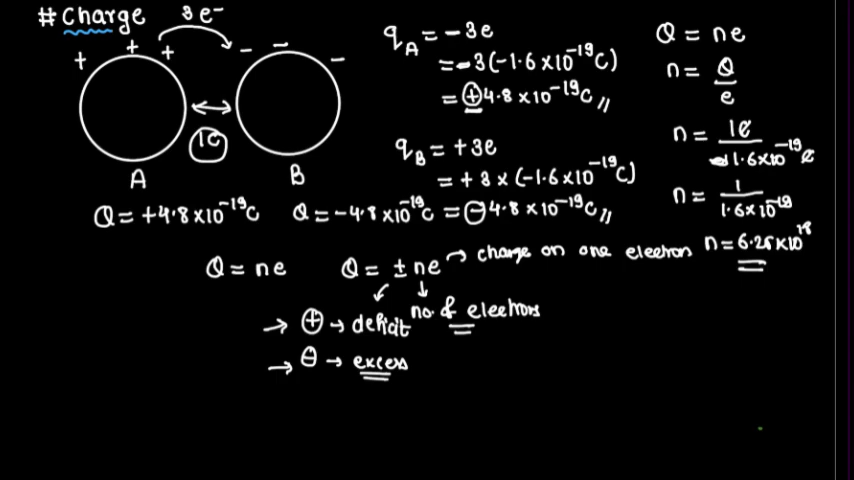 # Charge
3e⁻
+ + + - - -
1C
A B
Q = +4.8×10⁻¹⁹C Q = -4.8×10⁻¹⁹C
q_A = -3e
= -3(-1.6×10⁻¹⁹C)
= ⊕4.8×10⁻¹⁹C //
q_B = +3e
= +3×(-1.6×10⁻¹⁹C)
= ⊖4.8×10⁻¹⁹C //
Q = ne
n = Q/e
n = 1C/-1.6×10⁻¹⁹C
n = 1/1.6×10⁻¹⁹
n = 6.25×10¹⁸
Q = ne Q = ±ne → charge on one electron
→ ⊕ → deficit no. of electrons
→ ⊖ → excess